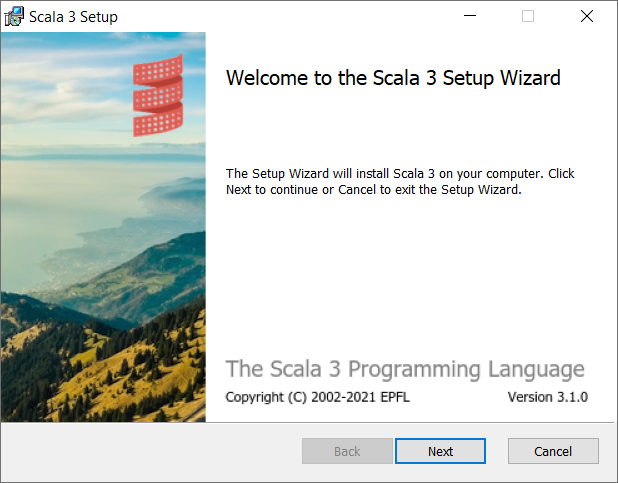 Scala 3 Setup
Welcome to the Scala 3 Setup Wizard
The Setup Wizard will install Scala 3 on your computer. Click
Next to continue or Cancel to exit the Setup Wizard.
The Scala 3 Programming Language
Copyright (C) 2002-2021 EPFL Version 3.1.0
Back Next Cancel